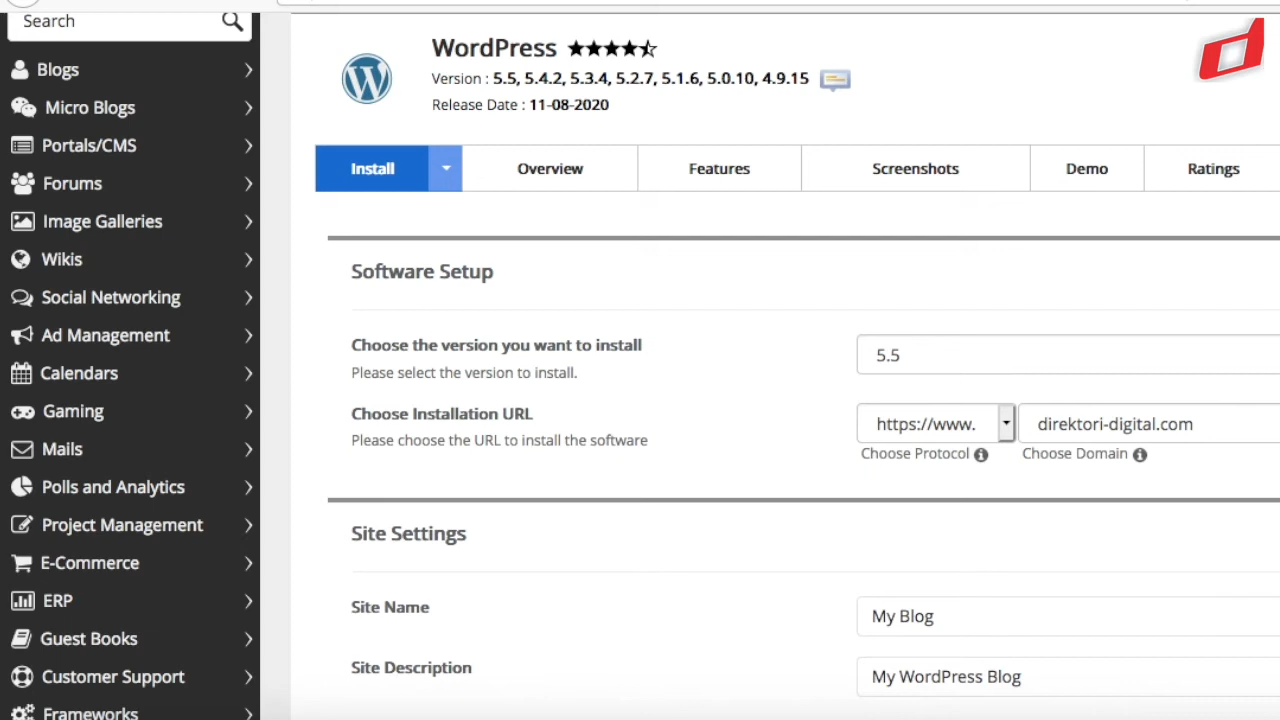 Search
Blogs
Micro Blogs
Portals/CMS
Forums
Image Galleries
Wikis
Social Networking
Ad Management
Calendars
Gaming
Mails
Polls and Analytics
Project Management
E-Commerce
ERP
Guest Books
Customer Support
Frameworks
WordPress
Version : 5.5, 5.4.2, 5.3.4, 5.2.7, 5.1.6, 5.0.10, 4.9.15
Release Date : 11-08-2020
Install Overview Features Screenshots Demo Ratings
Software Setup
Choose the version you want to install
Please select the version to install.
5.5
Choose Installation URL
Please choose the URL to install the software
https://www. direktori-digital.com
Choose Protocol Choose Domain
Site Settings
Site Name
My Blog
Site Description
My WordPress Blog